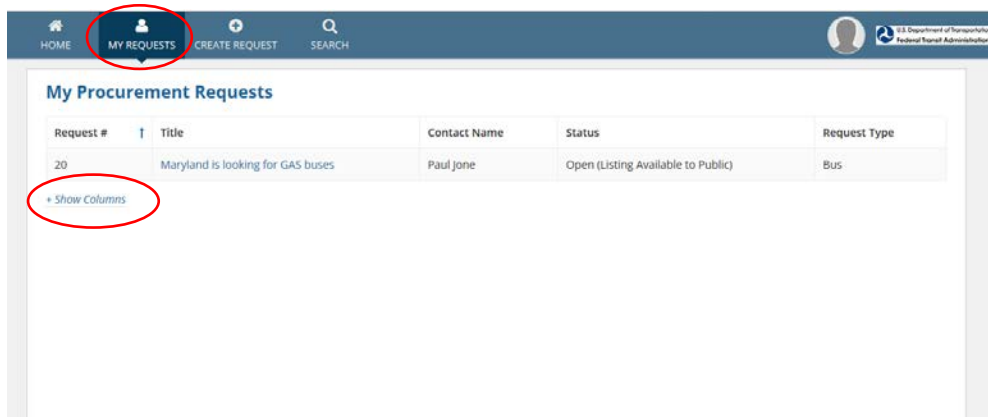 HOME MY REQUESTS CREATE REQUEST SEARCH
U.S. Department of Transportation
Federal Transit Administration
My Procurement Requests
Request # ↑ Title Contact Name Status Request Type
20 Maryland is looking for GAS buses Paul Jone Open (Listing Available to Public) Bus
+ Show Columns